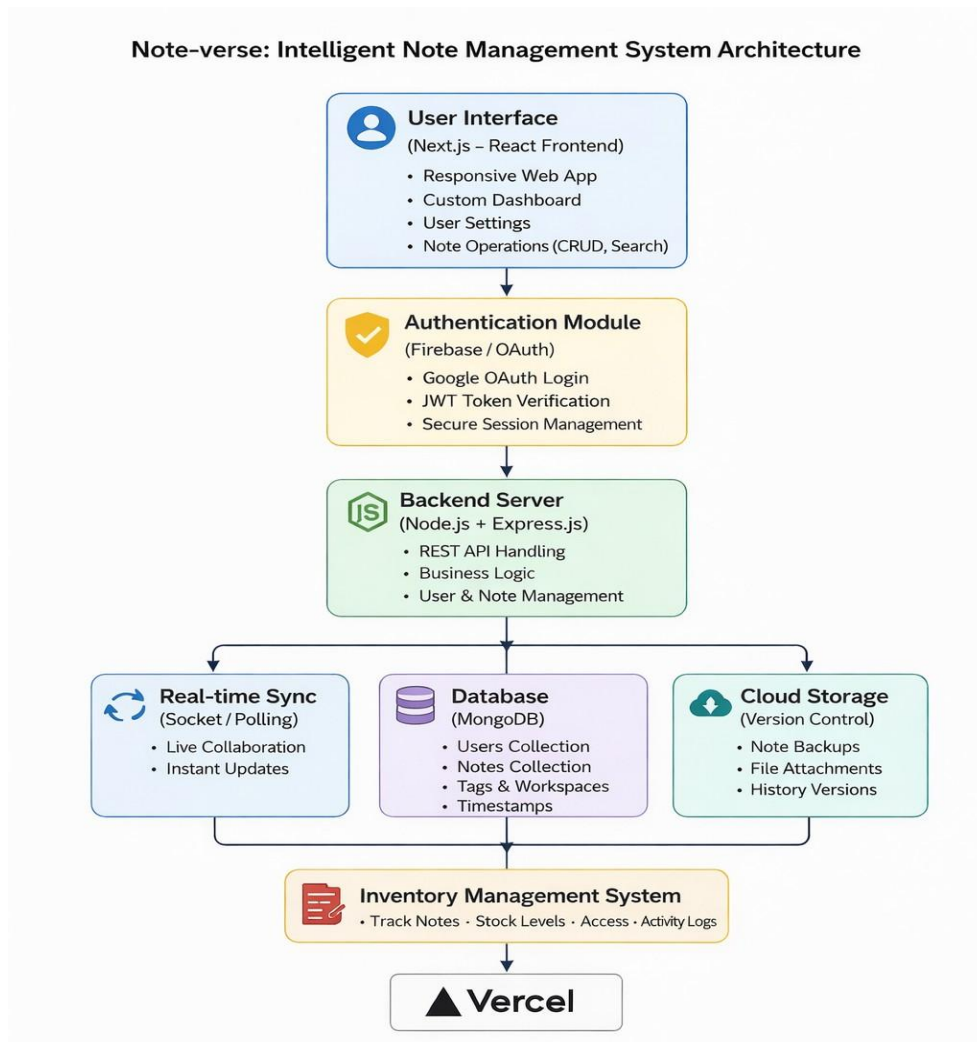 Note-verse: Intelligent Note Management System Architecture
User Interface
(Next.js – React Frontend)
• Responsive Web App
• Custom Dashboard
• User Settings
• Note Operations (CRUD, Search)
Authentication Module
(Firebase / OAuth)
• Google OAuth Login
• JWT Token Verification
• Secure Session Management
JS
Backend Server
(Node.js + Express.js)
• REST API Handling
• Business Logic
• User & Note Management
Real-time Sync
(Socket / Polling)
• Live Collaboration
• Instant Updates
Database
(MongoDB)
• Users Collection
• Notes Collection
• Tags & Workspaces
• Timestamps
Cloud Storage
(Version Control)
• Note Backups
• File Attachments
• History Versions
Inventory Management System
• Track Notes · Stock Levels · Access · Activity Logs
Vercel